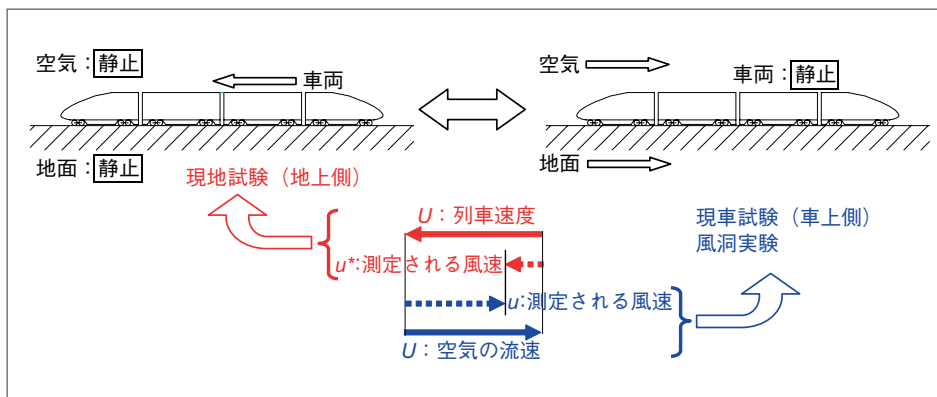 空気：静止
車両
地面：静止
空気
車両：静止
地面
現地試験（地上側）
U：列車速度
u*:測定される風速
u:測定される風速
U：空気の流速
現車試験（車上側）
風洞実験